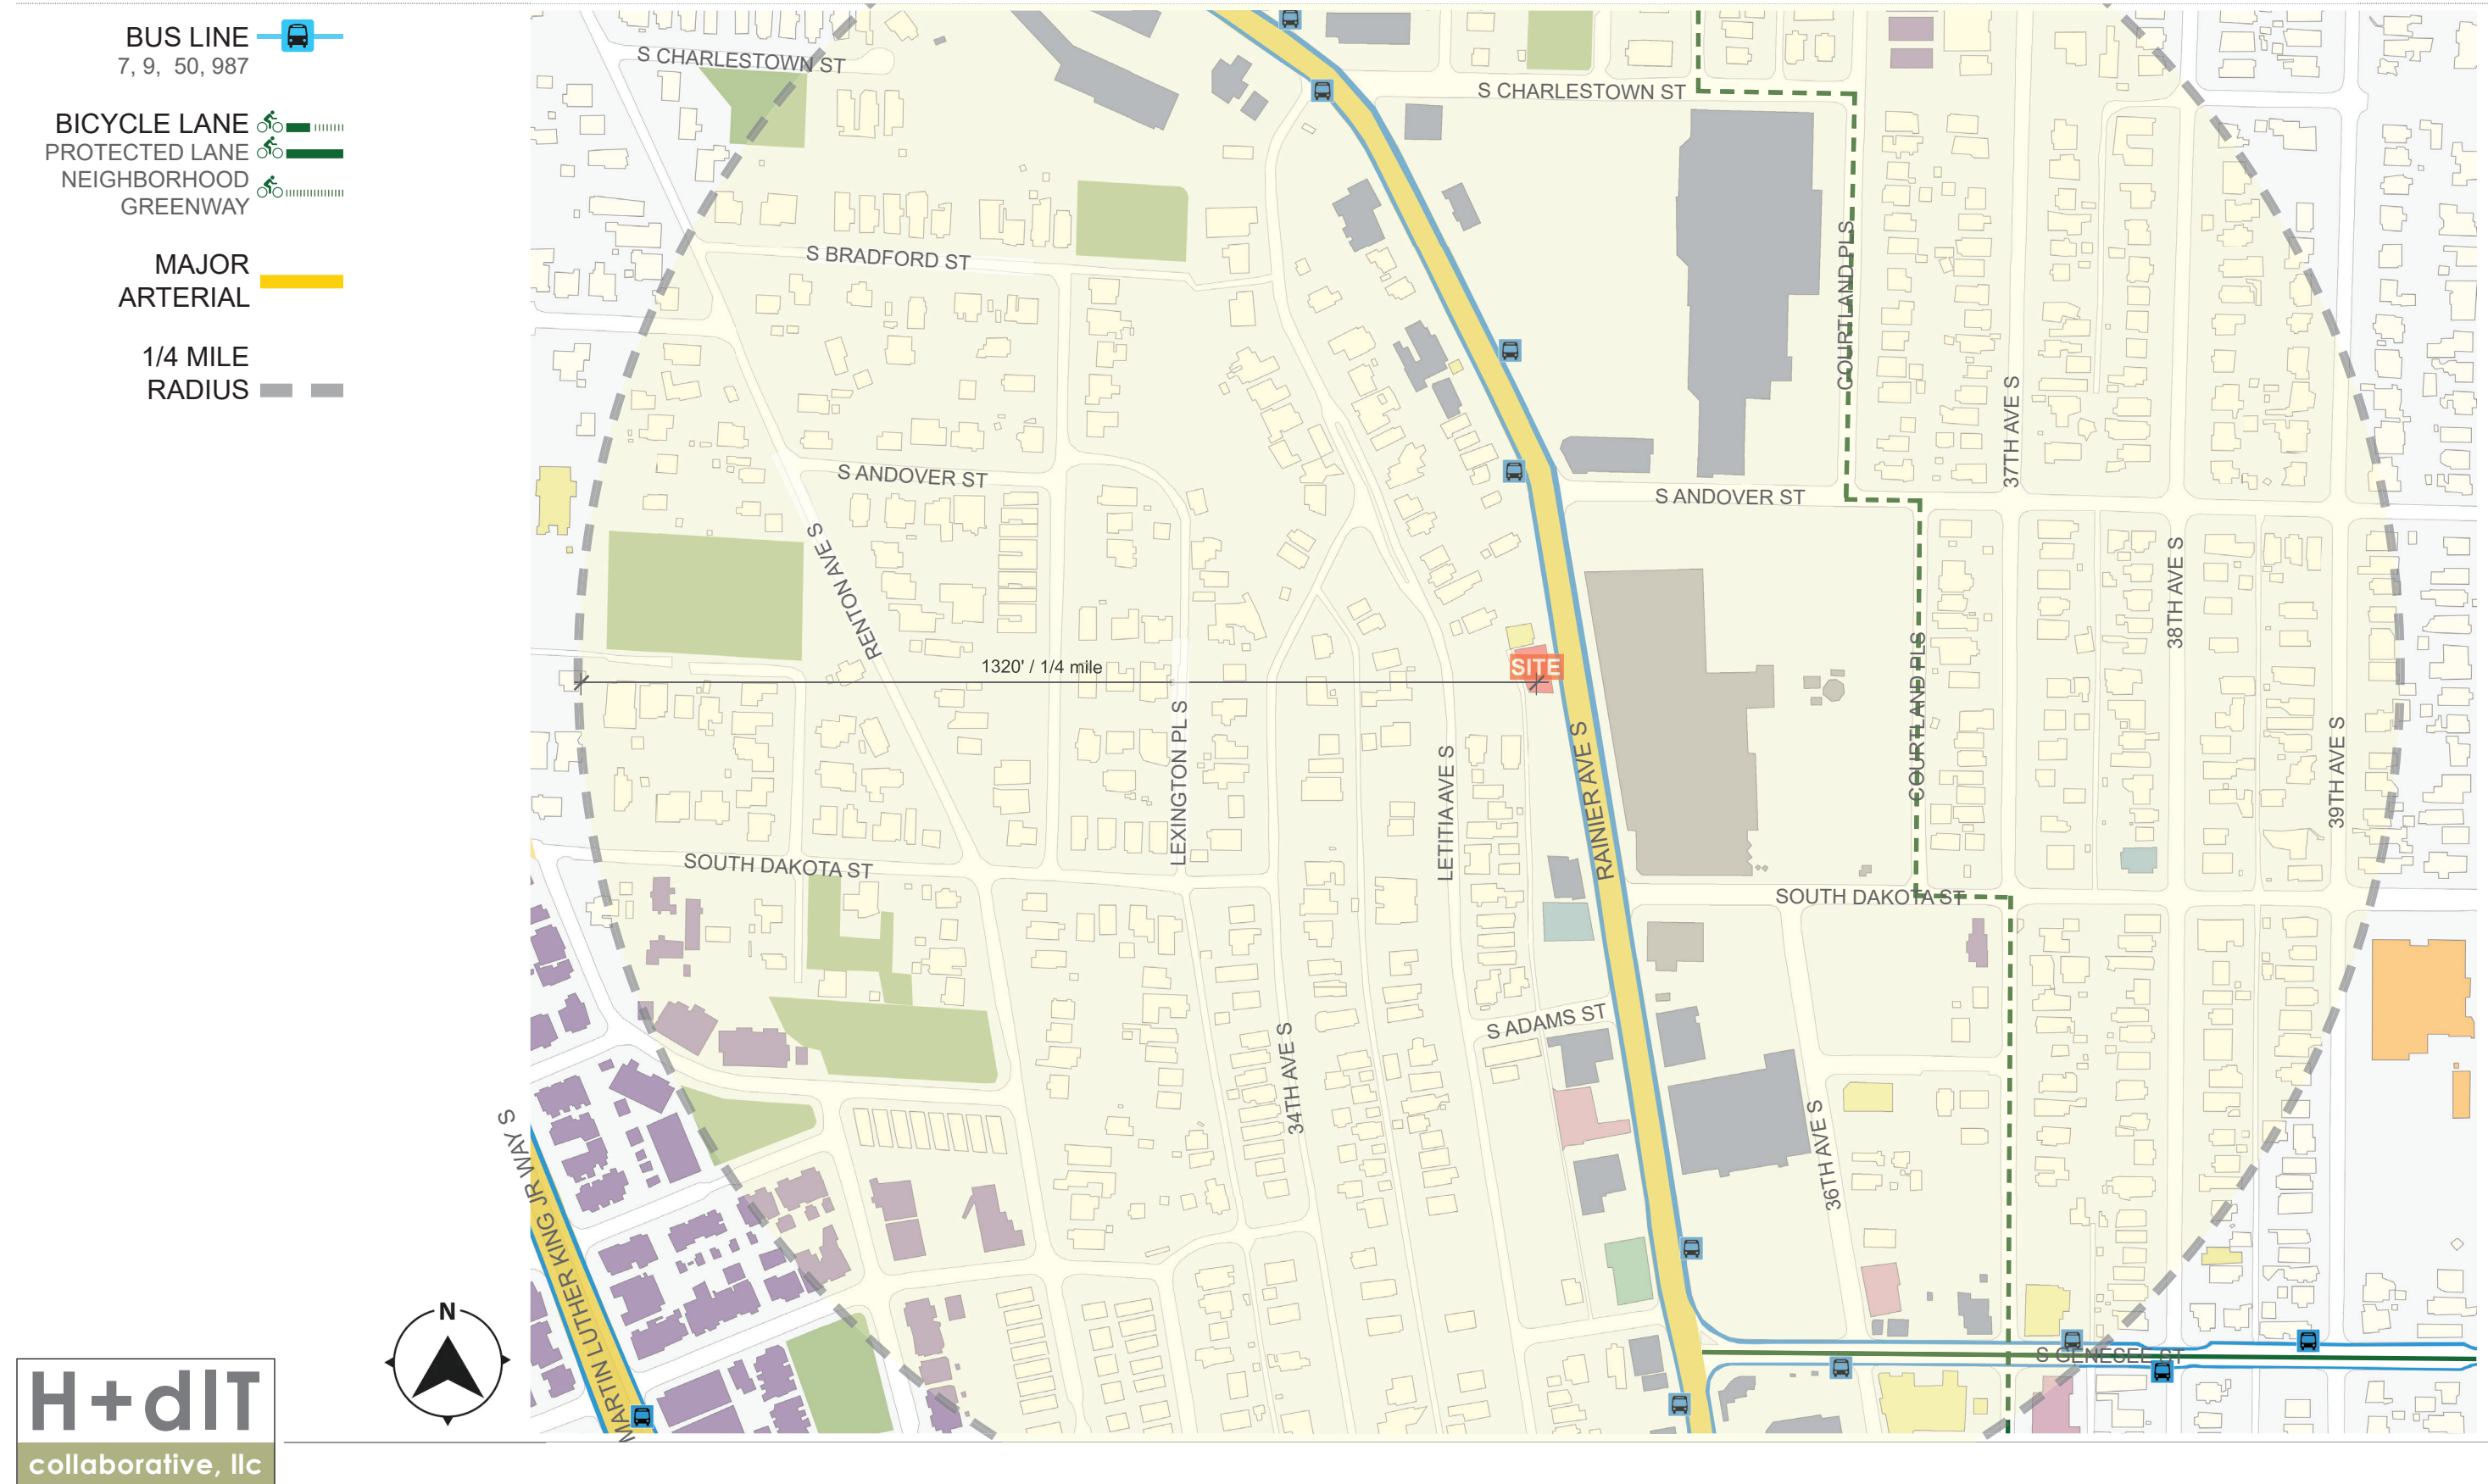 BUS LINE
7, 9, 50, 987
BICYCLE LANE
PROTECTED LANE
NEIGHBORHOOD
GREENWAY
MAJOR
ARTERIAL
1/4 MILE
RADIUS
S CHARLESTOWN ST
S CHARLESTOWN ST
S BRADFORD ST
COURTLAND PL S
37TH AVE S
S ANDOVER ST
S ANDOVER ST
RENTON AVE S
38TH AVE S
1320' / 1/4 mile
SITE
COURTLAND PL S
LEXINGTON PL S
LETITIA AVE S
RAINIER AVE S
39TH AVE S
SOUTH DAKOTA ST
SOUTH DAKOTA ST
S ADAMS ST
34TH AVE S
36TH AVE S
MARTIN LUTHER KING JR WAY S
S GENESEE ST
N
H+dlT
collaborative, llc